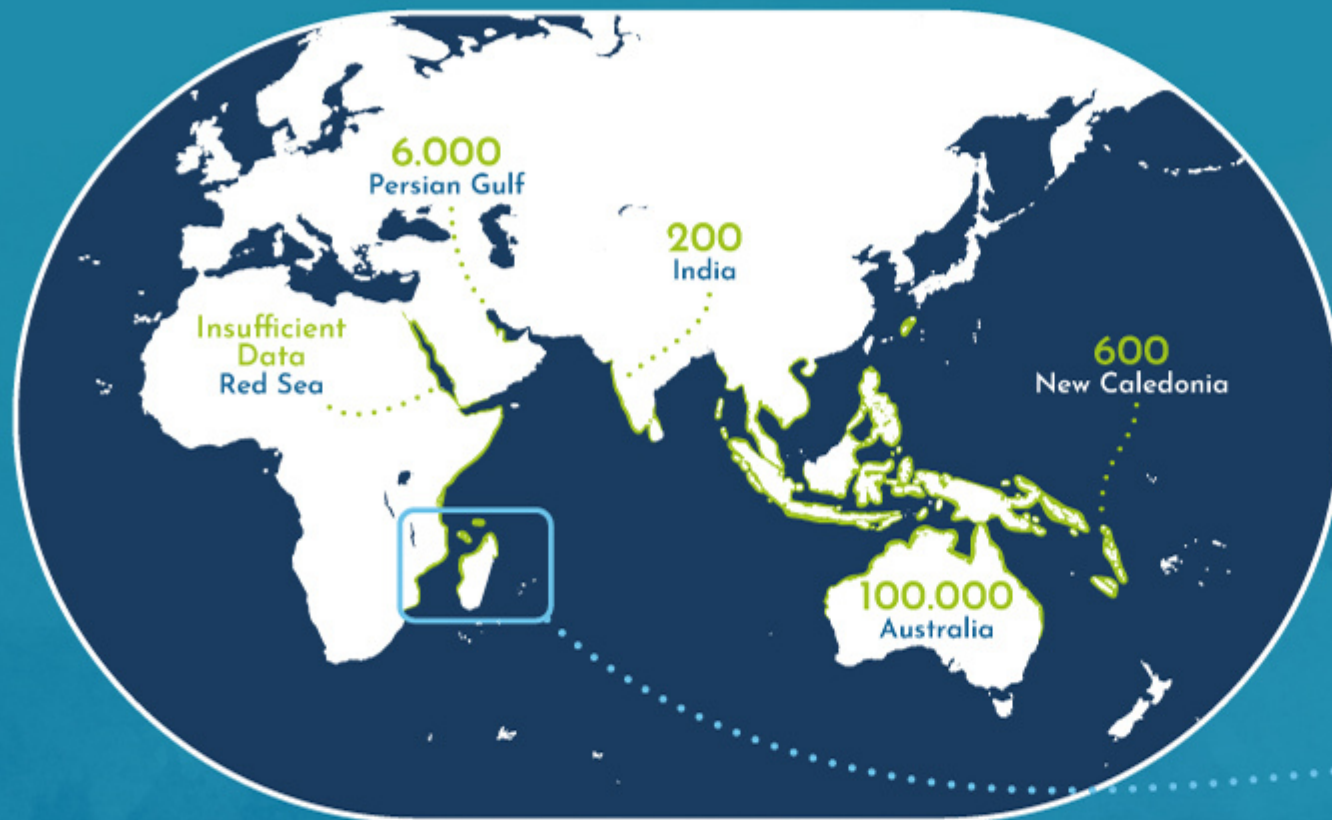 6.000
Persian Gulf
200
India
Insufficient
Data
Red Sea
600
New Caledonia
100.000
Australia